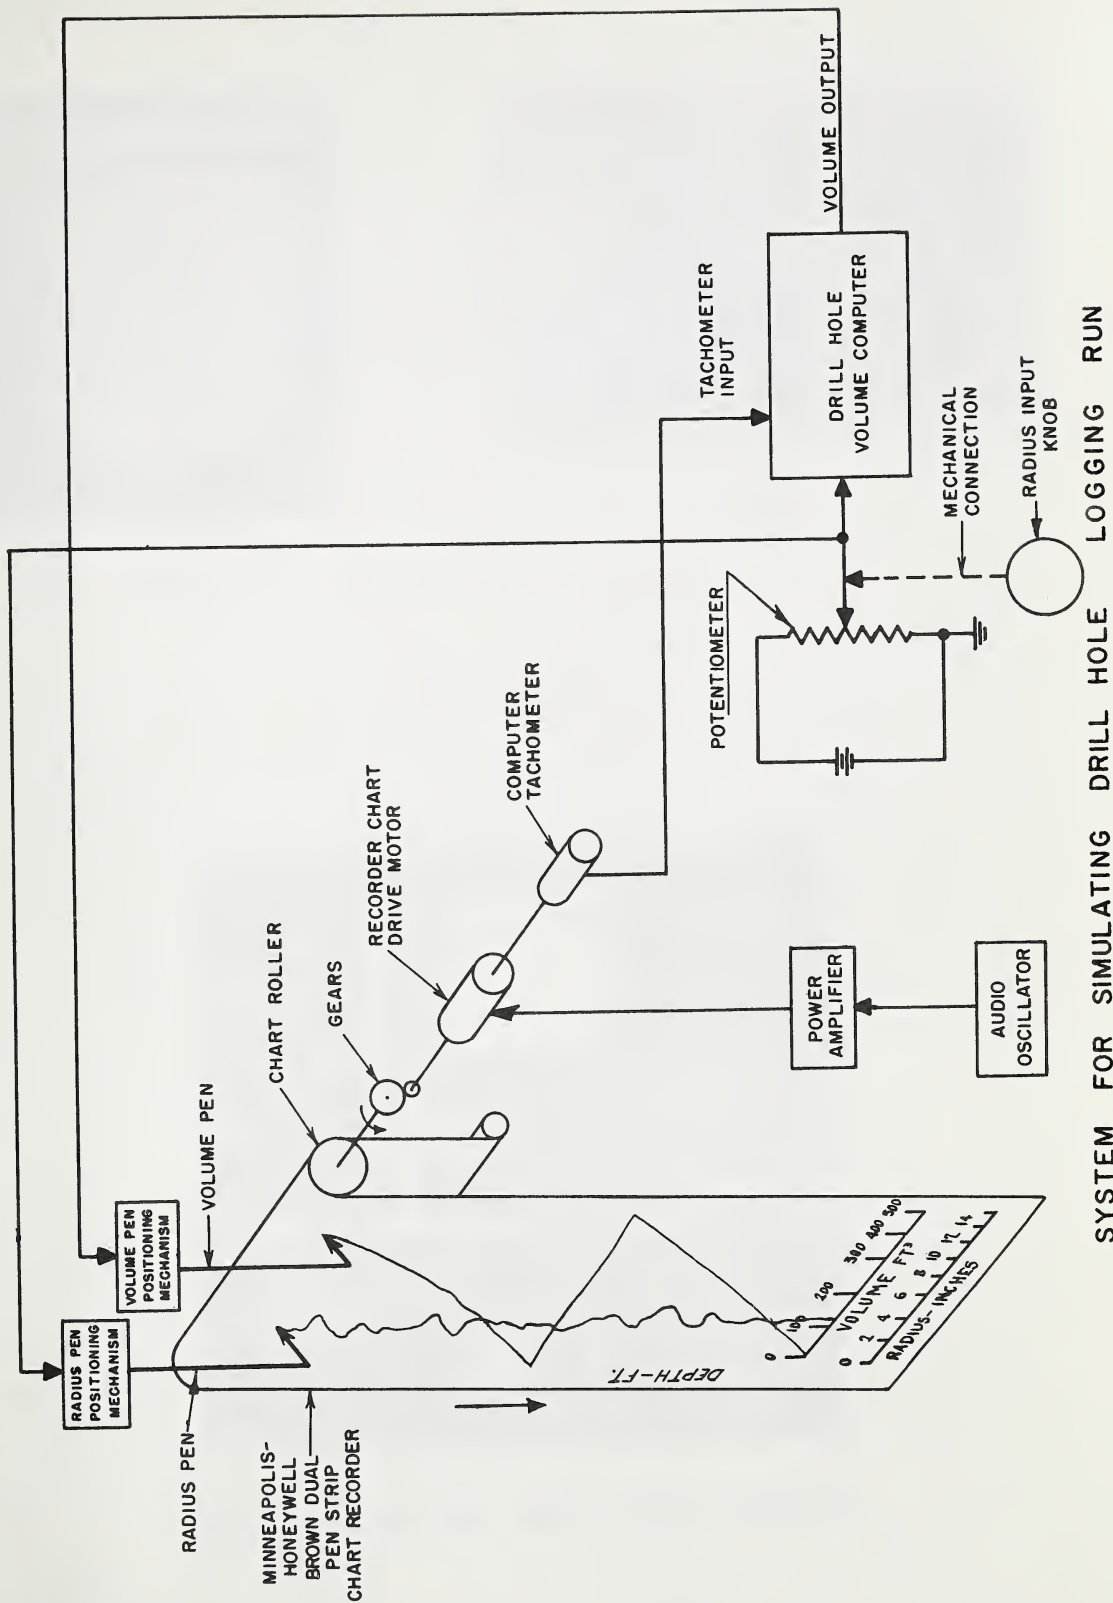 RADIUS PEN
POSITIONING
MECHANISM
VOLUME PEN
POSITIONING
MECHANISM
RADIUS PEN
VOLUME PEN
CHART ROLLER
GEARS
RECORDER CHART
DRIVE MOTOR
COMPUTER
TACHOMETER
MINNEAPOLIS-
HONEYWELL
BROWN DUAL
PEN STRIP
CHART RECORDER
DEPTH-FT.
0 100 200 300 400 500
VOLUME FT³
0 2 4 6 8 10 12 14
RADIUS-INCHES
POWER
AMPLIFIER
AUDIO
OSCILLATOR
POTENTIOMETER
TACHOMETER
INPUT
DRILL HOLE
VOLUME COMPUTER
VOLUME OUTPUT
MECHANICAL
CONNECTION
RADIUS INPUT
KNOB
SYSTEM FOR SIMULATING DRILL HOLE LOGGING RUN